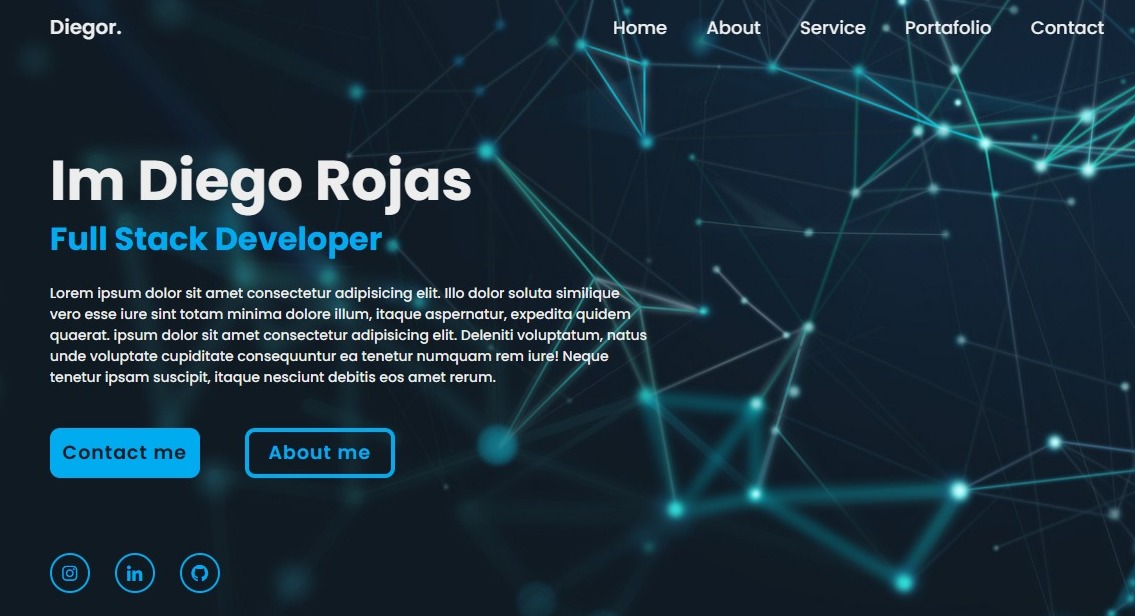 Diegor.
Home About Service Portafolio Contact
Im Diego Rojas
Full Stack Developer
Lorem ipsum dolor sit amet consectetur adipisicing elit. Illo dolor soluta similique
vero esse iure sint totam minima dolore illum, itaque aspernatur, expedita quidem
quaerat. ipsum dolor sit amet consectetur adipisicing elit. Deleniti voluptatum, natus
unde voluptate cupiditate consequuntur ea tenetur numquam rem iure! Neque
tenetur ipsam suscipit, itaque nesciunt debitis eos amet rerum.
Contact me
About me
in